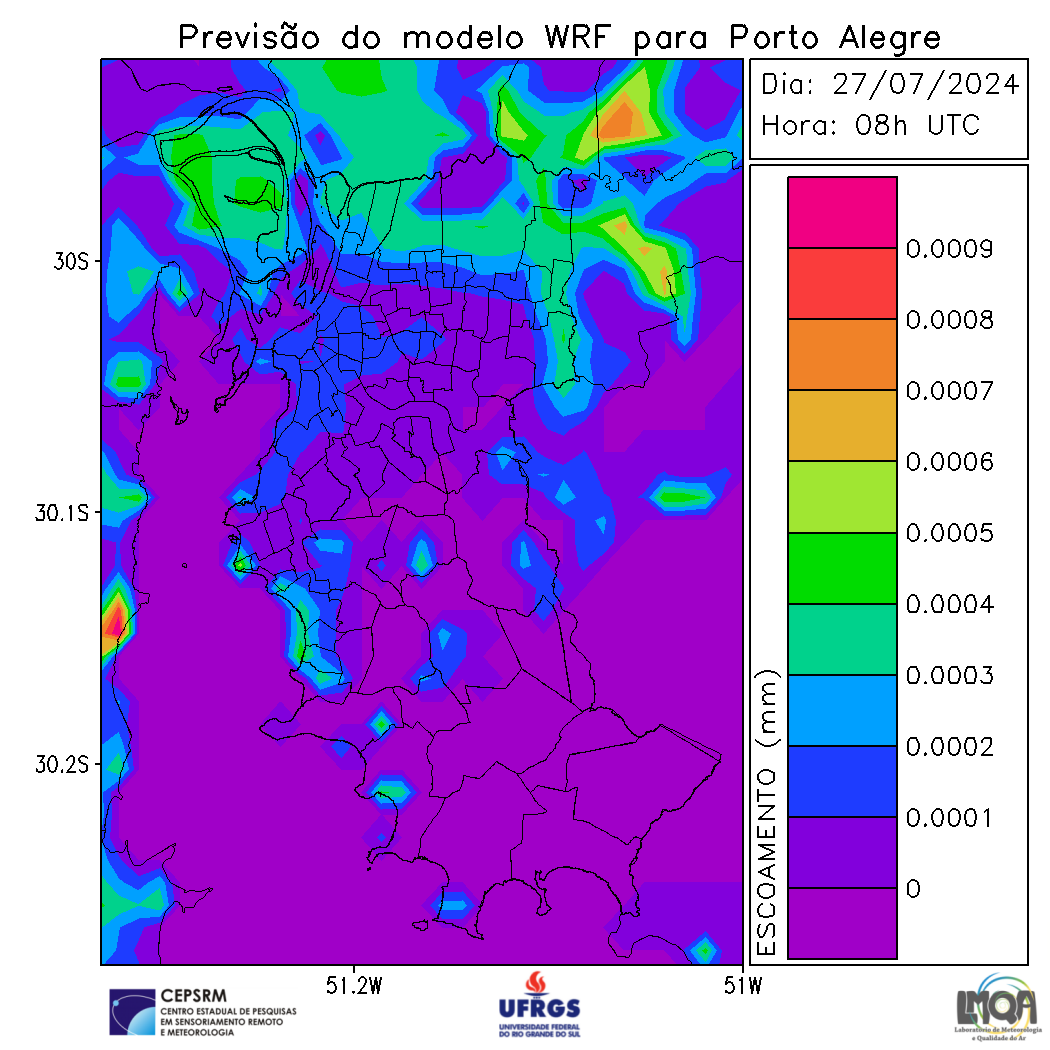 Previsão do modelo WRF para Porto Alegre
Dia: 27/07/2024
Hora: 08h UTC
30S
30.1S
30.2S
51.2W
51W
ESCOAMENTO (mm)
0.0009
0.0008
0.0007
0.0006
0.0005
0.0004
0.0003
0.0002
0.0001
0
CEPSRM
CENTRO ESTADUAL DE PESQUISAS
EM SENSORIAMENTO REMOTO
E METEOROLOGIA
UFRGS
UNIVERSIDADE FEDERAL
DO RIO GRANDE DO SUL
LMQA
Laboratório de Meteorologia
e Qualidade do Ar